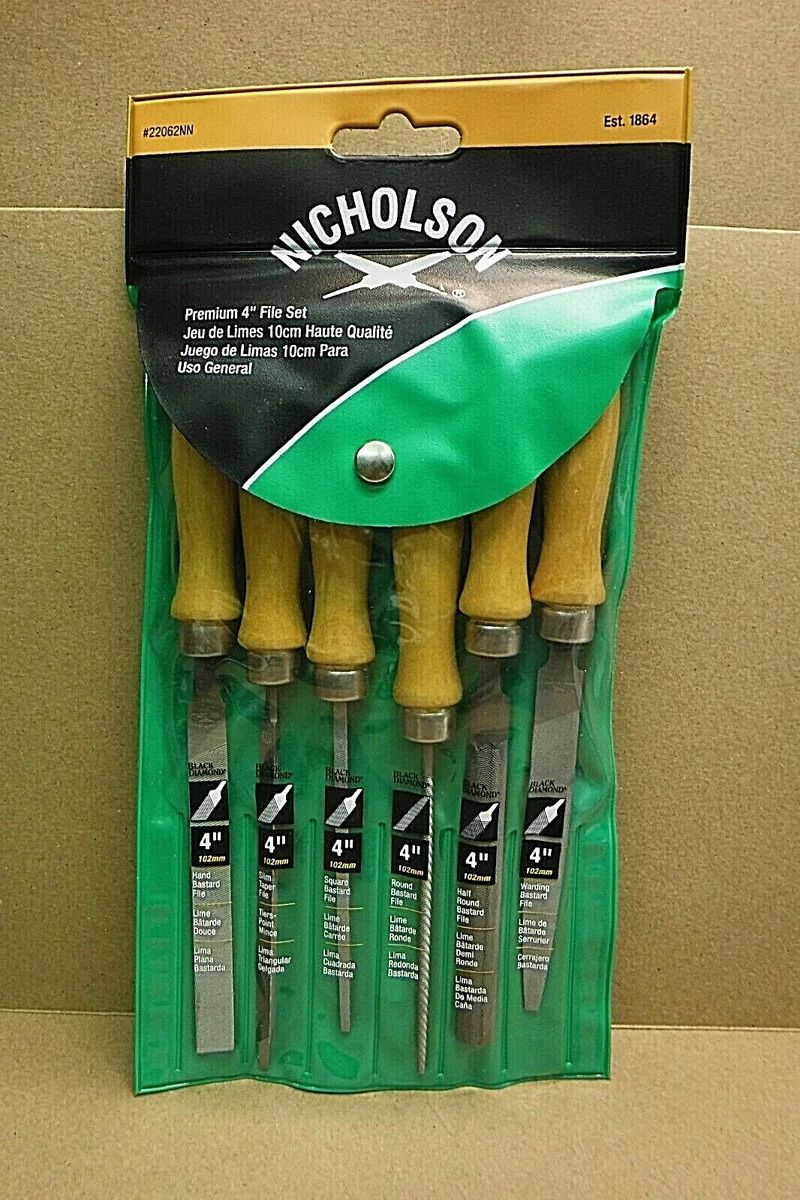 #22062NN
Est. 1864
NICHOLSON
®
Premium 4" File Set
Jeu de Limes 10cm Haute Qualité
Juego de Limas 10cm Para
Uso General
BLACK
DIAMOND®
4"
102mm
Hand
Bastard
File
Lime
Bâtarde
Douce
Lima
Plana
Bastarda
BLACK
DIAMOND®
4"
102mm
Slim
Taper
File
Tiers-
Point
Mince
Lima
Triangular
Delgada
BLACK
DIAMOND®
4"
102mm
Square
Bastard
File
Lime
Bâtarde
Carrée
Lima
Cuadrada
Bastarda
BLACK
DIAMOND®
4"
102mm
Round
Bastard
File
Lime
Bâtarde
Ronde
Lima
Redonda
Bastarda
BLACK
DIAMOND®
4"
102mm
Half
Round
Bastard
File
Lime
Bâtarde
Demi
Ronde
Lima
Bastarda
De Media
Caña
BLACK
DIAMOND®
4"
102mm
Warding
Bastard
File
Lime de
Bâtarde
Serrurier
Cerrajero
Bastarda